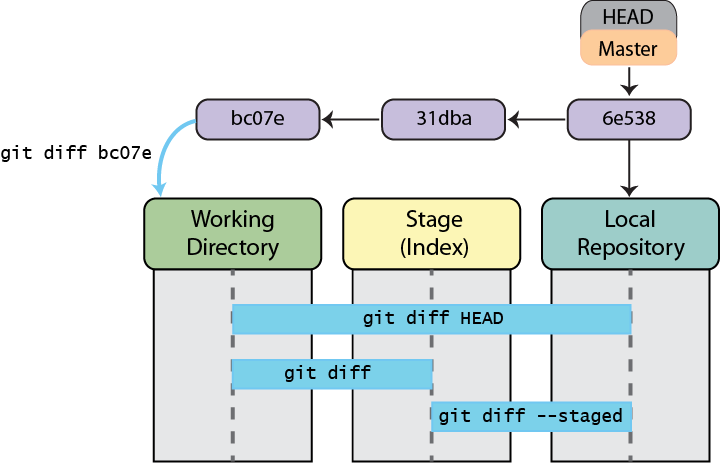 HEAD
Master
bc07e
31dba
6e538
git diff bc07e
Working
Directory
Stage
(Index)
Local
Repository
git diff HEAD
git diff
git diff --staged